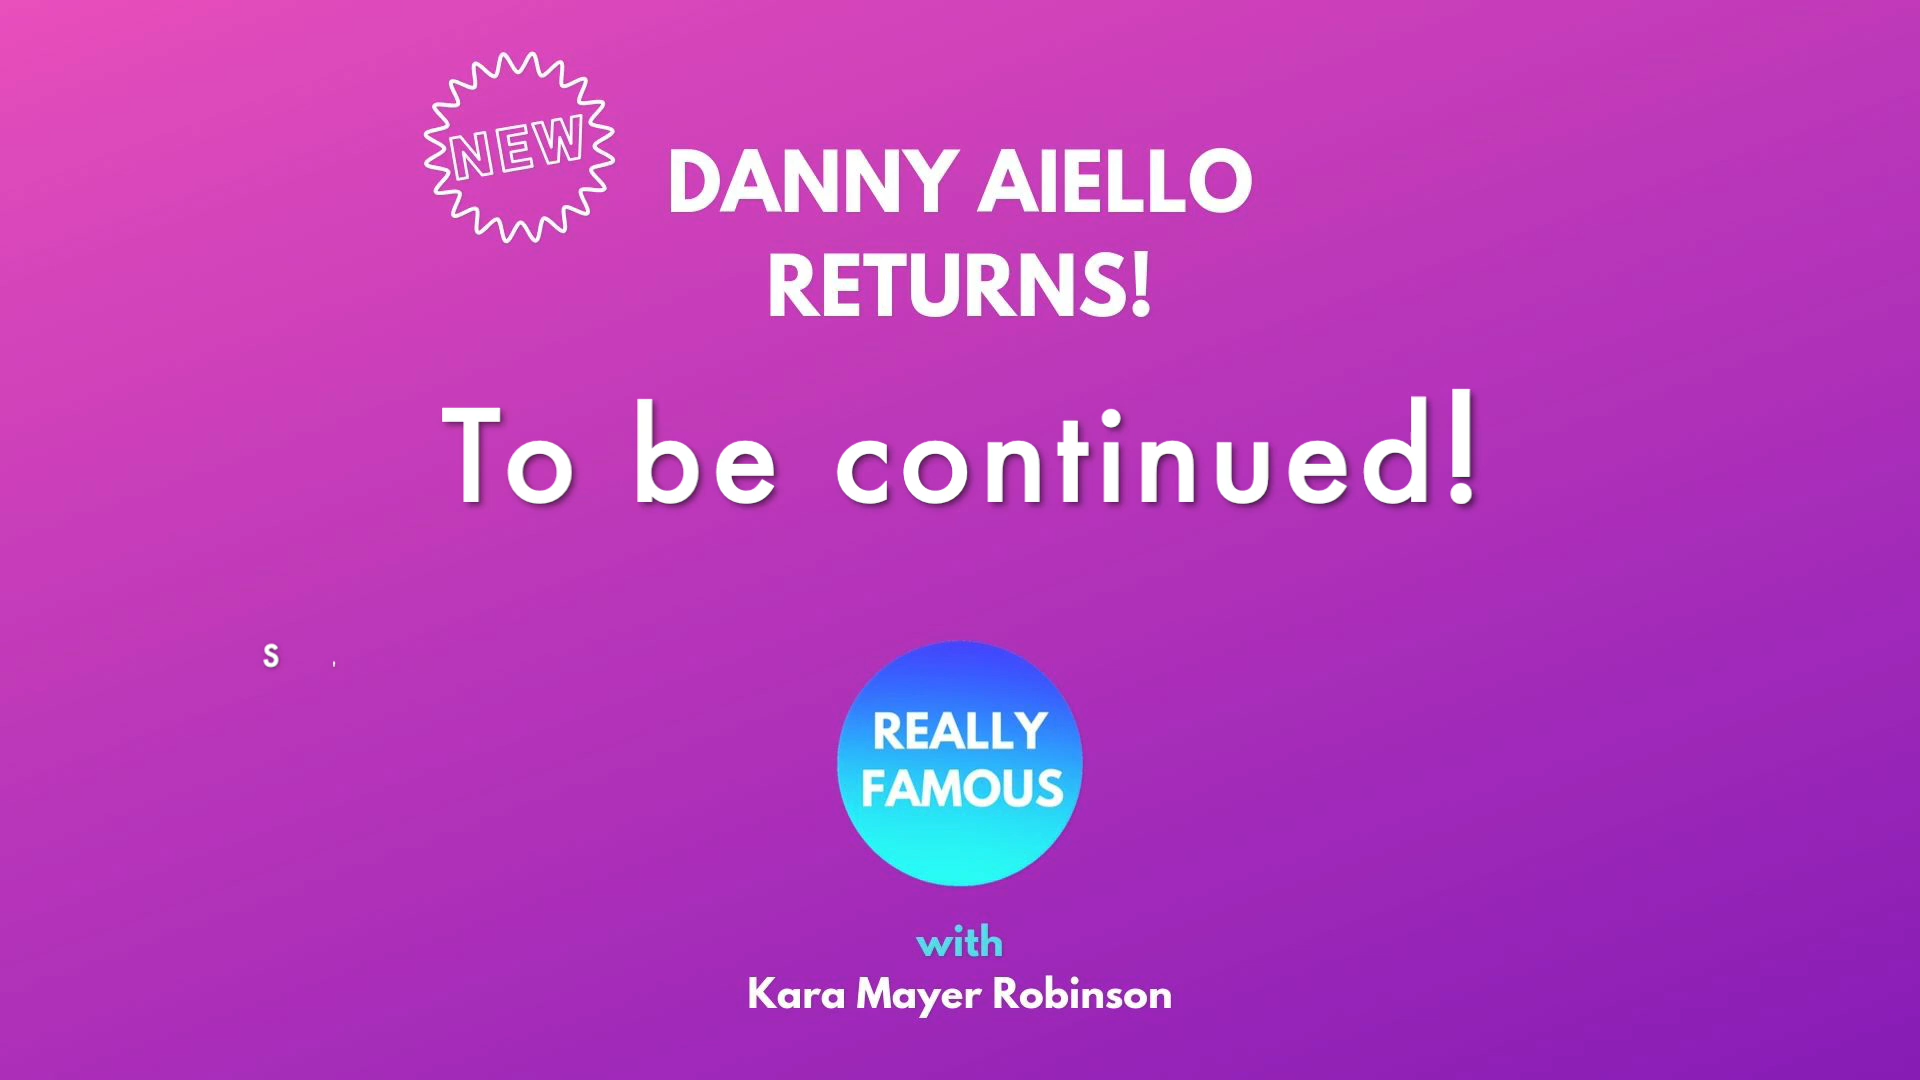 NEW
DANNY AIELLO
RETURNS!
To be continued!
S
REALLY
FAMOUS
with
Kara Mayer Robinson